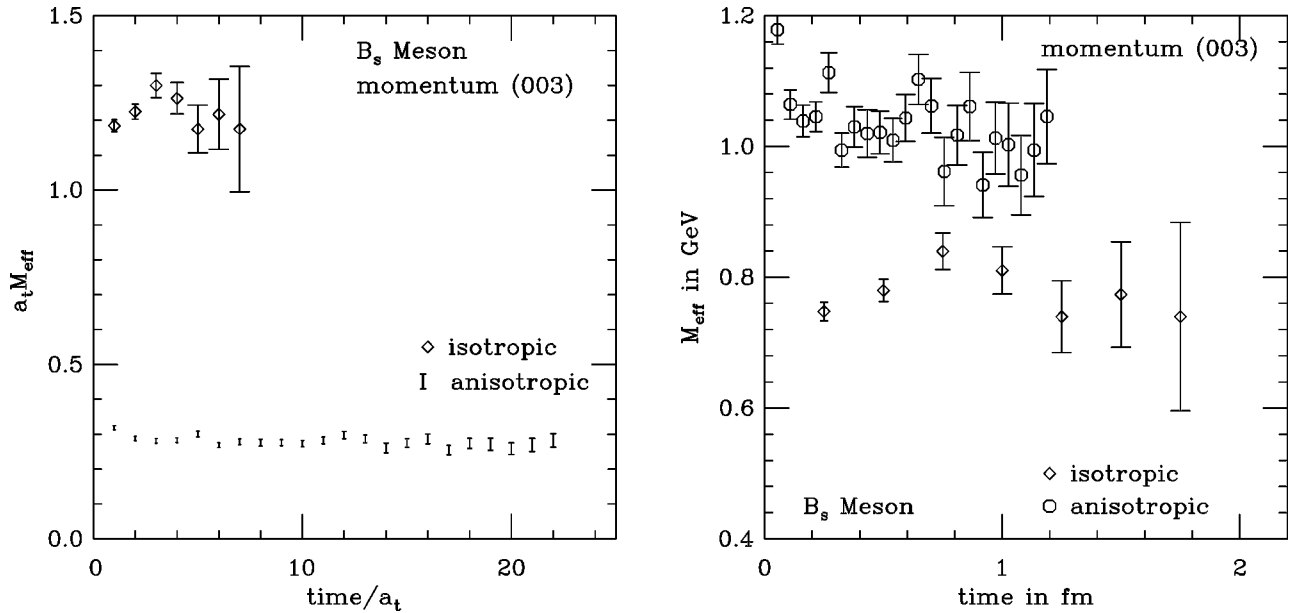 1.5
B_s Meson
momentum (003)
1.0
a_t M_eff
0.5
isotropic
anisotropic
0.0
0
10
20
time/a_t
1.2
momentum (003)
1.0
M_eff in GeV
0.8
0.6
isotropic
B_s Meson
anisotropic
0.4
0
1
2
time in fm